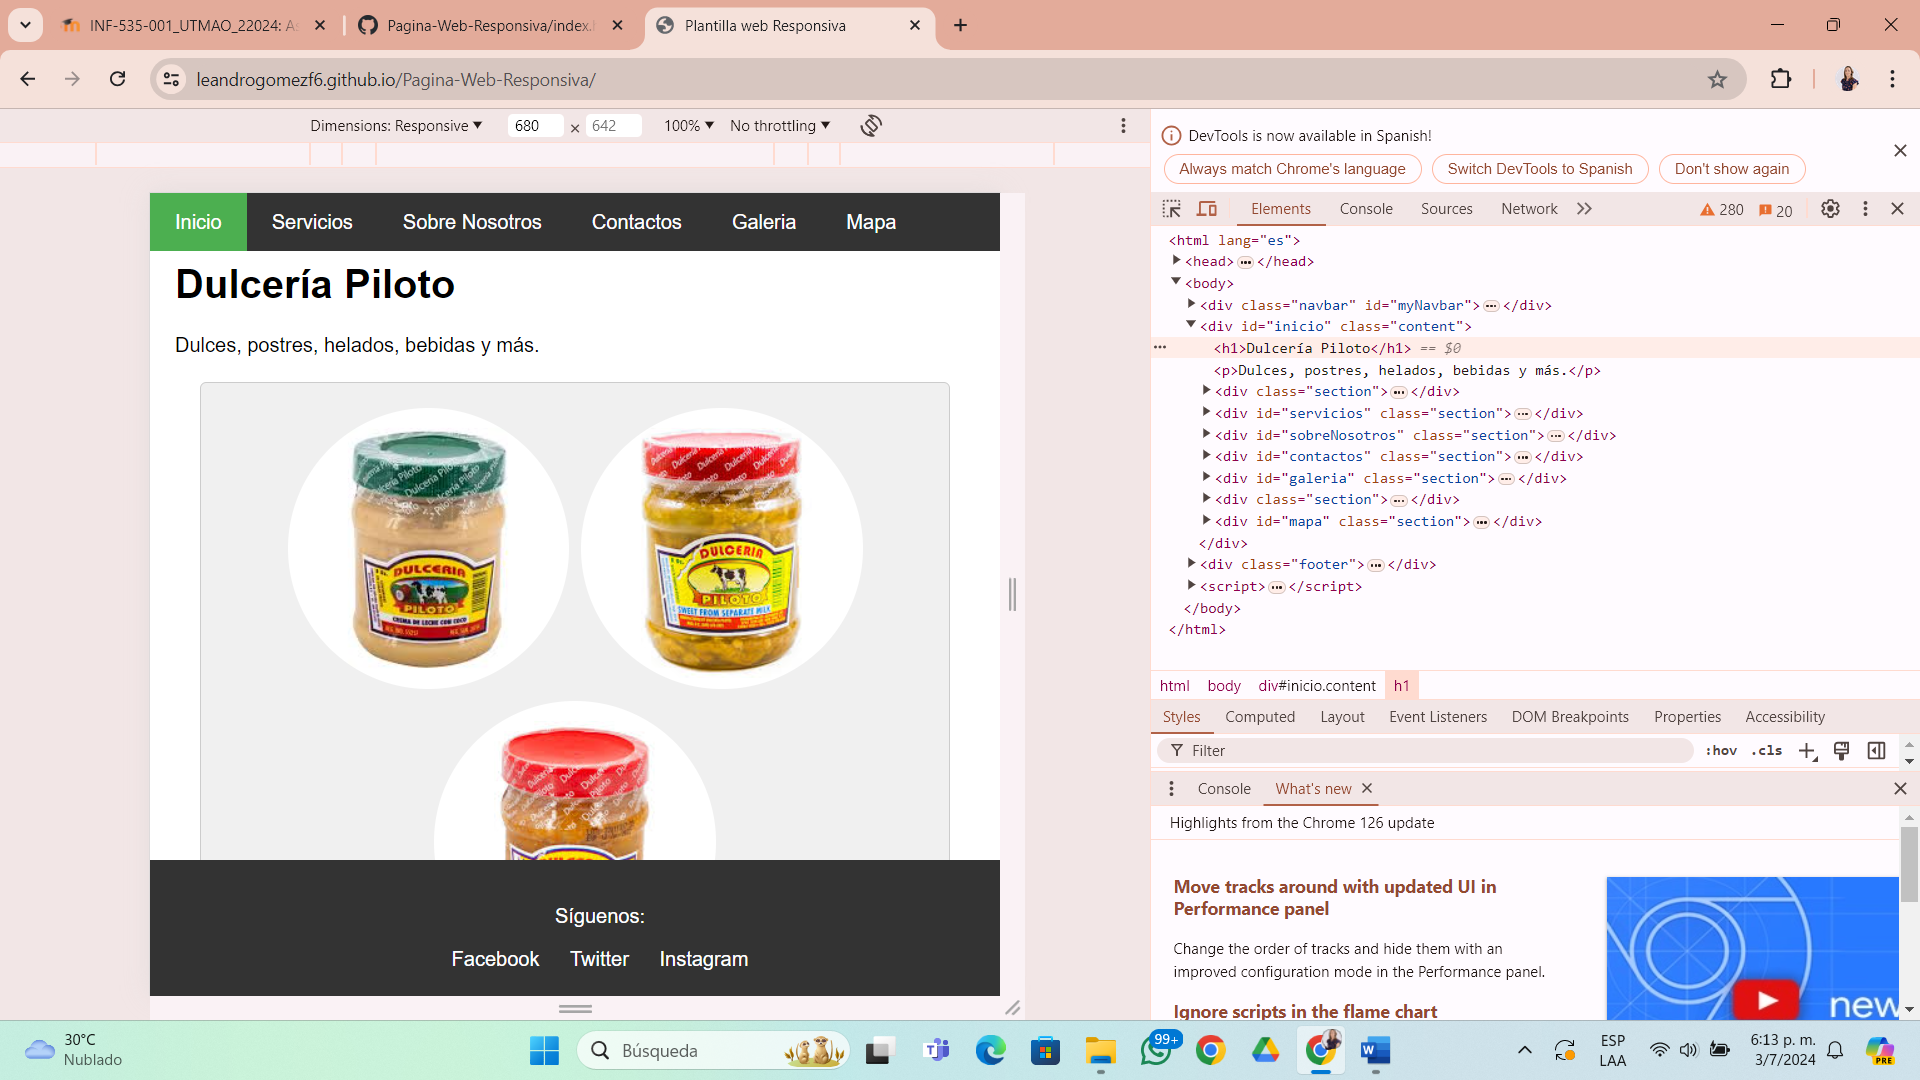 INF-535-001_UTMAO_22024: As
Pagina-Web-Responsiva/index.
Plantilla web Responsiva
leandrogomezf6.github.io/Pagina-Web-Responsiva/
Dimensions: Responsive 680 × 642 100% No throttling
Inicio Servicios Sobre Nosotros Contactos Galeria Mapa
Dulcería Piloto
Dulces, postres, helados, bebidas y más.
DULCERIA
PILOTO
CREMA DE LECHE CON COCO
DULCERIA
PILOTO
SWEET FROM SEPARATE MILK
Síguenos:
Facebook Twitter Instagram
DevTools is now available in Spanish!
Always match Chrome's language Switch DevTools to Spanish Don't show again
Elements Console Sources Network 280 20
<html lang="es">
<head> ··· </head>
<body>
<div class="navbar" id="myNavbar"> ··· </div>
<div id="inicio" class="content">
<h1>Dulcería Piloto</h1> == $0
<p>Dulces, postres, helados, bebidas y más.</p>
<div class="section"> ··· </div>
<div id="servicios" class="section"> ··· </div>
<div id="sobreNosotros" class="section"> ··· </div>
<div id="contactos" class="section"> ··· </div>
<div id="galeria" class="section"> ··· </div>
<div class="section"> ··· </div>
<div id="mapa" class="section"> ··· </div>
</div>
<div class="footer"> ··· </div>
<script> ··· </script>
</body>
</html>
html body div#inicio.content h1
Styles Computed Layout Event Listeners DOM Breakpoints Properties Accessibility
Filter :hov .cls
Console What's new
Highlights from the Chrome 126 update
Move tracks around with updated UI in
Performance panel
Change the order of tracks and hide them with an
improved configuration mode in the Performance panel.
Ignore scripts in the flame chart
new
30°C
Nublado
Búsqueda
99+
ESP
LAA
6:13 p. m.
3/7/2024
PRE